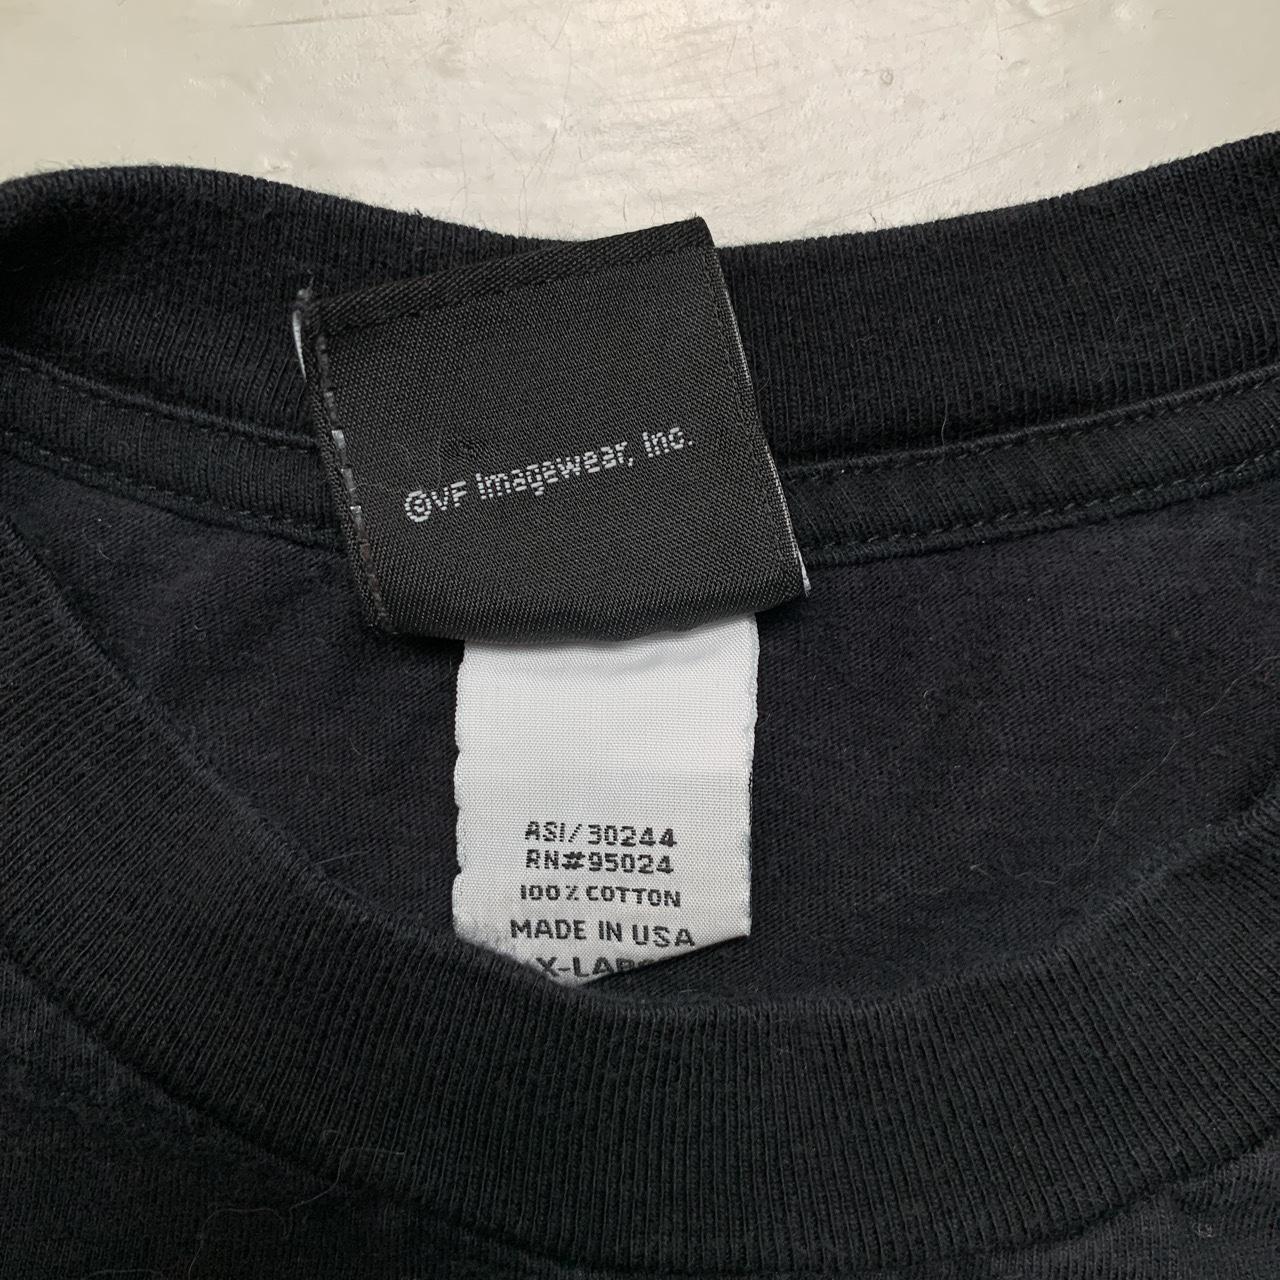 ©VF Imagewear, Inc.
ASI/30244
RN#95024
100% COTTON
MADE IN USA